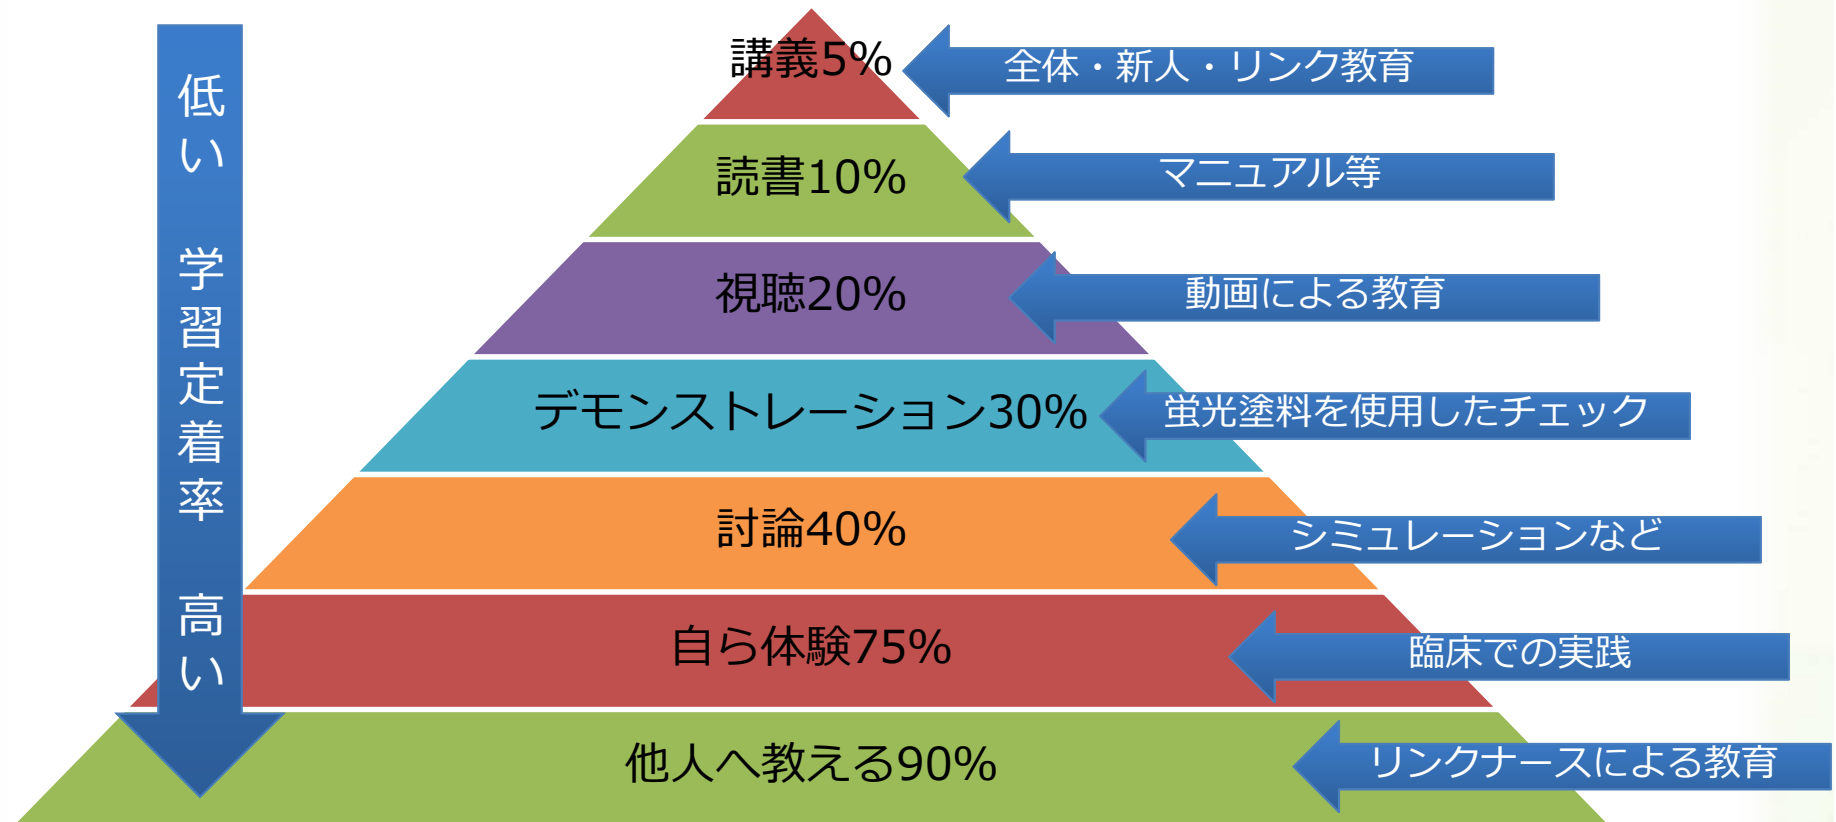 低い 学習定着率 高い
講義5%
全体・新人・リンク教育
読書10%
マニュアル等
視聴20%
動画による教育
デモンストレーション30%
蛍光塗料を使用したチェック
討論40%
シミュレーションなど
自ら体験75%
臨床での実践
他人へ教える90%
リンクナースによる教育